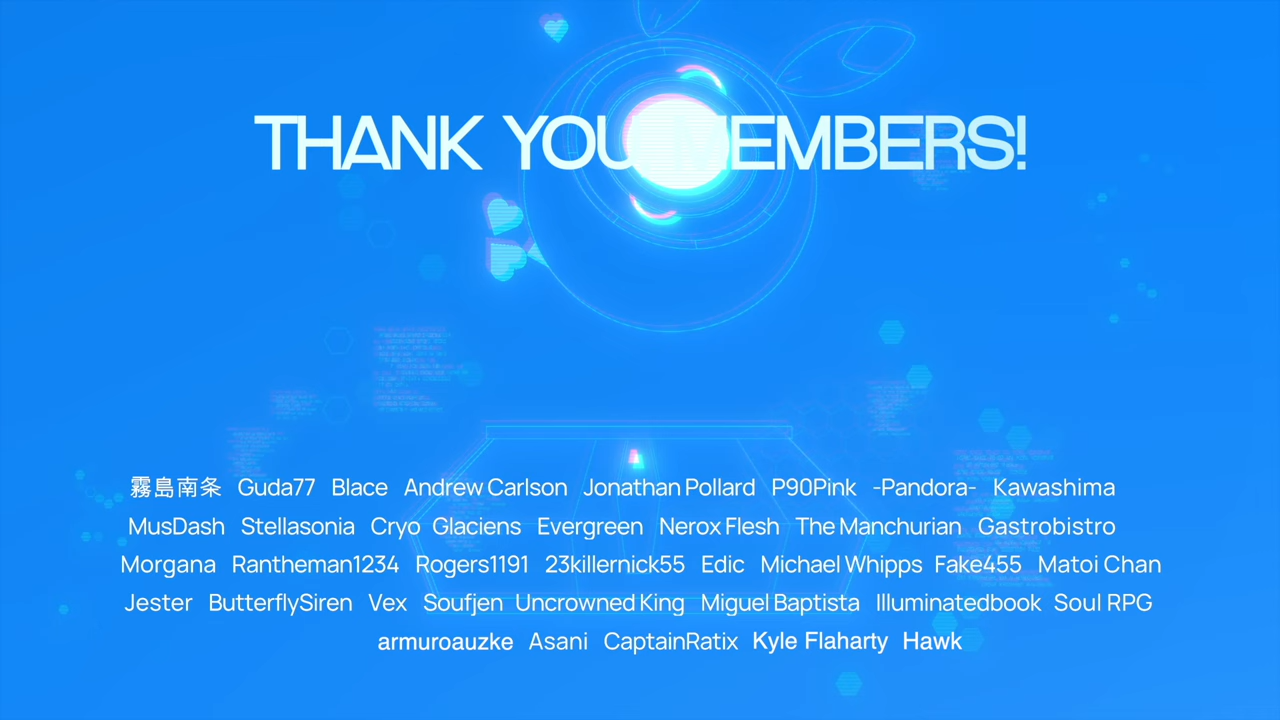 THANK YOU MEMBERS!
霧島南条 Guda77 Blace Andrew Carlson Jonathan Pollard P90Pink -Pandora- Kawashima
MusDash Stellasonia Cryo Glaciens Evergreen Nerox Flesh The Manchurian Gastrobistro
Morgana Rantheman1234 Rogers1191 23killernick55 Edic Michael Whipps Fake455 Matoi Chan
Jester ButterflySiren Vex Soufjen Uncrowned King Miguel Baptista Illuminatedbook Soul RPG
armuroauzke Asani CaptainRatix Kyle Flaharty Hawk